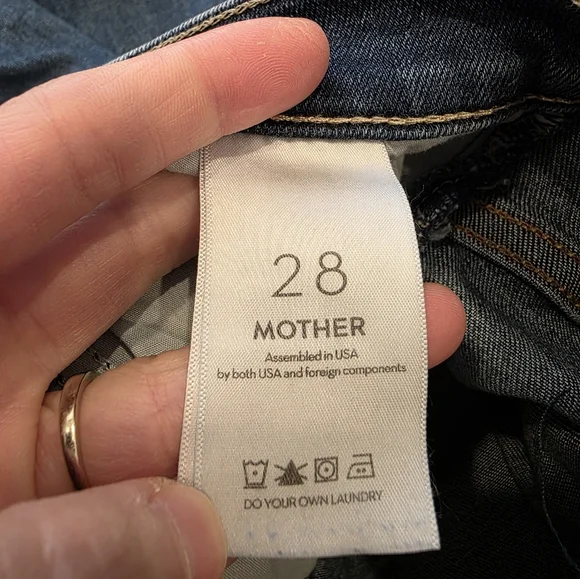 28
MOTHER
Assembled in USA
by both USA and foreign components
DO YOUR OWN LAUNDRY